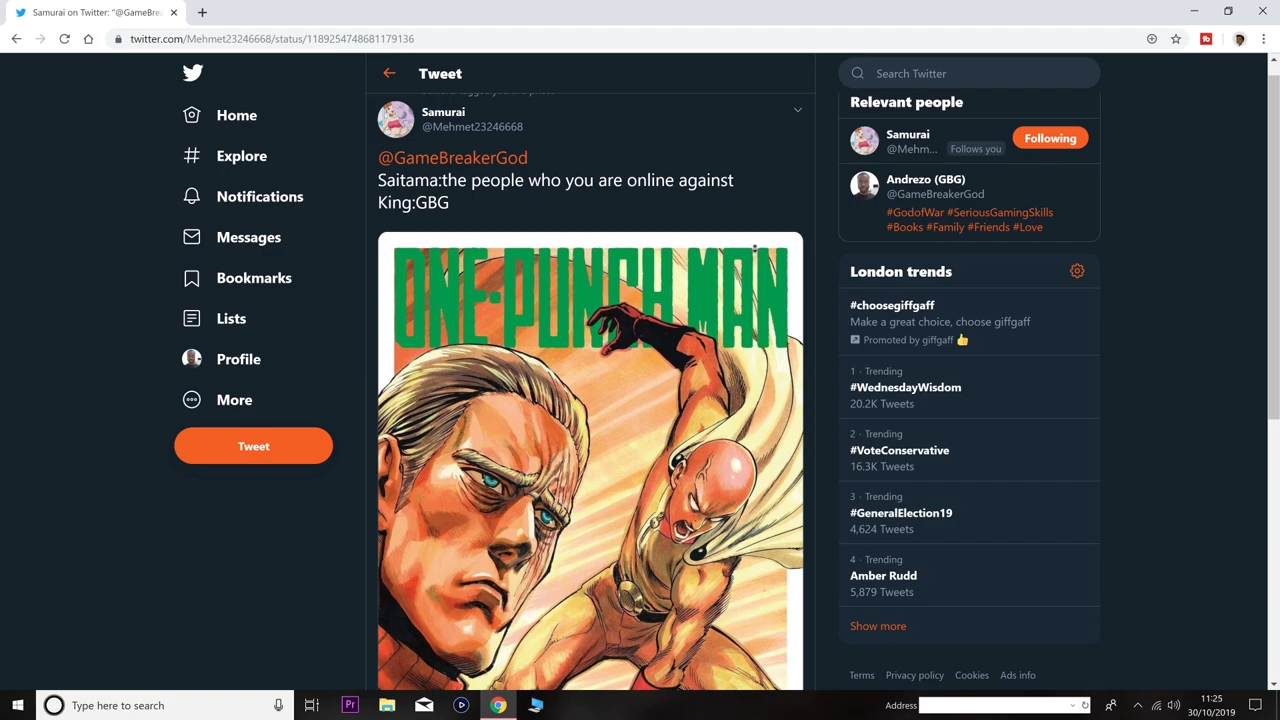 Samurai on Twitter: "@GameBrea
twitter.com/Mehmet23246668/status/1189254748681179136
Home
Explore
Notifications
Messages
Bookmarks
Lists
Profile
More
Tweet
Tweet
Samurai
@Mehmet23246668
@GameBreakerGod
Saitama:the people who you are online against
King:GBG
ONE-PUNCH MAN
Search Twitter
Relevant people
Samurai
@Mehm... Follows you
Following
Andrezo (GBG)
@GameBreakerGod
#GodofWar #SeriousGamingSkills
#Books #Family #Friends #Love
London trends
#choosegiffgaff
Make a great choice, choose giffgaff
Promoted by giffgaff 👍
1 · Trending
#WednesdayWisdom
20.2K Tweets
2 · Trending
#VoteConservative
16.3K Tweets
3 · Trending
#GeneralElection19
4,624 Tweets
4 · Trending
Amber Rudd
5,879 Tweets
Show more
Terms Privacy policy Cookies Ads info
Type here to search
Pr
Address
11:25
30/10/2019